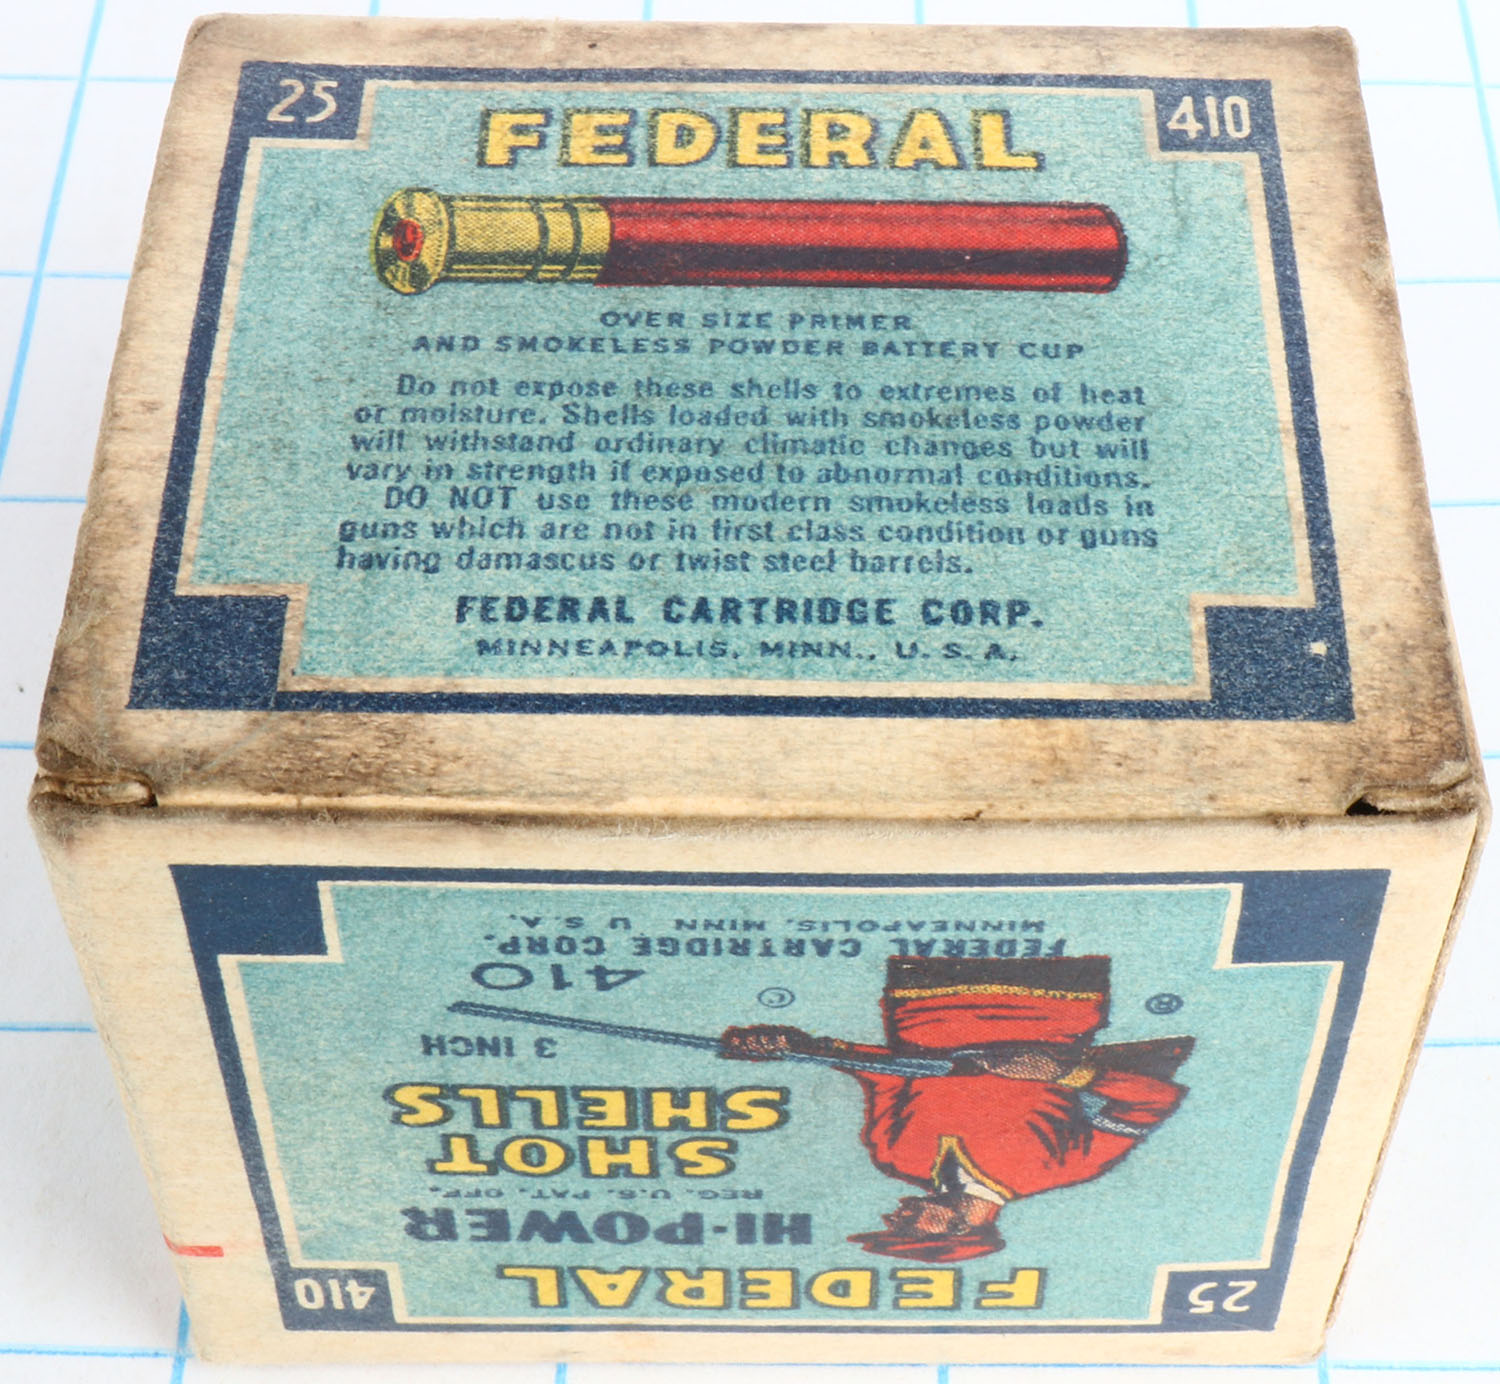 25
410
FEDERAL
OVER SIZE PRIMER
AND SMOKELESS POWDER BATTERY CUP
Do not expose these shells to extremes of heat
or moisture. Shells loaded with smokeless powder
will withstand ordinary climatic changes but will
vary in strength if exposed to abnormal conditions.
DO NOT use these modern smokeless loads in
guns which are not in first class condition or guns
having damascus or twist steel barrels.
FEDERAL CARTRIDGE CORP.
MINNEAPOLIS, MINN., U. S. A.
25
410
FEDERAL
HI-POWER
REG. U.S. PAT. OFF.
SHOT
SHELLS
3 INCH
410
© ®
FEDERAL CARTRIDGE CORP.
MINNEAPOLIS, MINN U S.A.